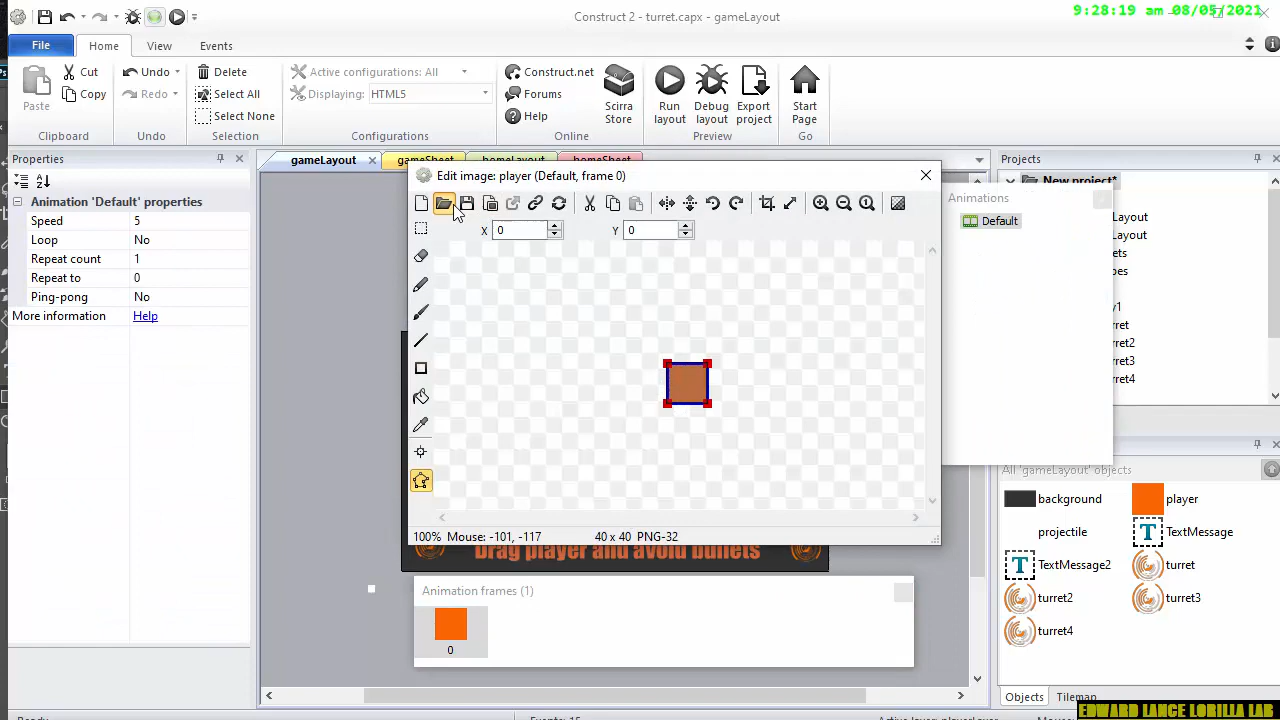 Construct 2 - turret.capx - gameLayout
9:28:19 am 08/05/2021
File
Home
View
Events
Paste
Cut
Copy
Clipboard
Undo
Redo
Undo
Delete
Select All
Select None
Selection
Active configurations: All
Displaying: HTML5
Configurations
Construct.net
Forums
Help
Scirra
Store
Online
Run
layout
Debug
layout
Export
project
Preview
Start
Page
Go
Properties
Animation 'Default' properties
Speed 5
Loop No
Repeat count 1
Repeat to 0
Ping-pong No
More information Help
gameLayout
gameSheet
homeLayout
homeSheet
Edit image: player (Default, frame 0)
X 0
Y 0
100% Mouse: -101, -117 40 x 40 PNG-32
Drag player and avoid bullets
Animation frames (1)
0
Animations
Default
Projects
New project*
Layout
Layout
ets
pes
y1
ret
ret2
ret3
ret4
All 'gameLayout' objects
background
player
projectile
TextMessage
TextMessage2
turret
turret2
turret3
turret4
Objects
Tilemap
EDWARD LANCE LORILLA LAB